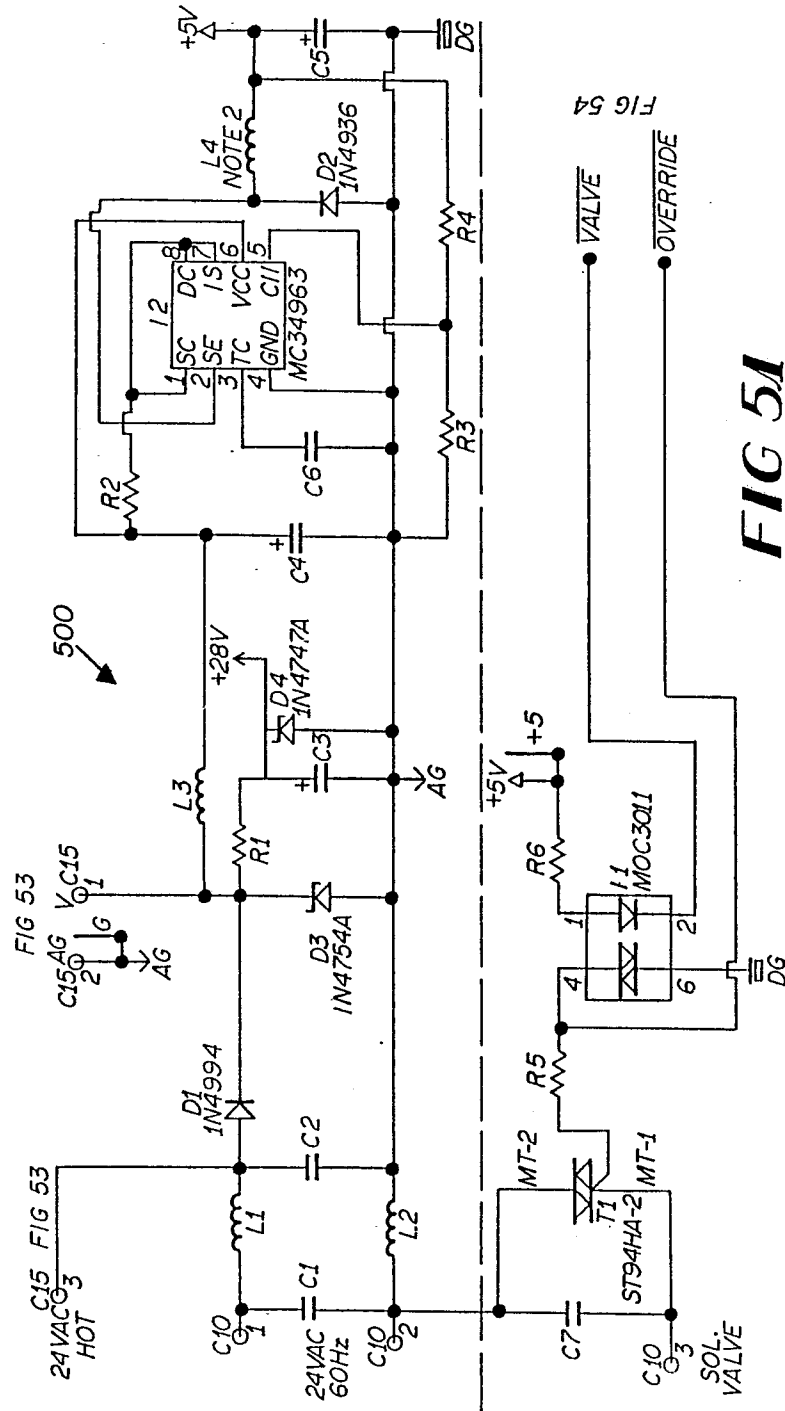 C15 FIG 53
24VAC 3
HOT
FIG 53
C15 AG
2
G
AG
V C15
1
500
C10
1
L1
C1
24VAC
60Hz
C10
2
L2
C2
D1
1N4994
D3
1N4754A
L3
R1
+28V
D4
1N4747A
+
C3
AG
+
C4
R2
C6
I2
1 SC
2 SE
3 TC
4 GND
DC 8
IS 7
VCC 6
CII 5
MC34963
R3
R4
L4
NOTE 2
D2
1N4936
+5V
+
C5
DG
C7
C10
3
SOL.
VALVE
MT-2
T1
MT-1
ST94HA-2
R5
4
6
1
2
I1
MOC3011
DG
R6
+5V
+5
VALVE
OVERRIDE
FIG 54
FIG 51